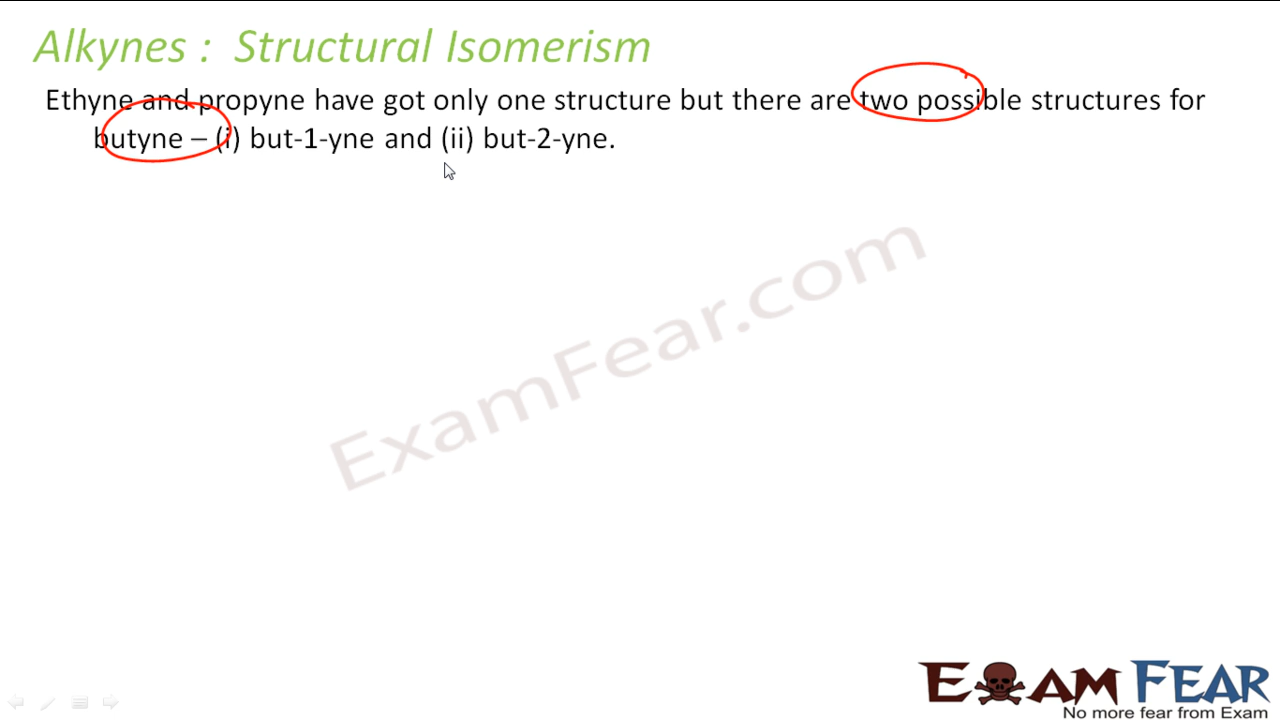 Alkynes : Structural Isomerism
Ethyne and propyne have got only one structure but there are two possible structures for
butyne – (i) but-1-yne and (ii) but-2-yne.
ExamFear.com
EXAM FEAR
No more fear from Exam